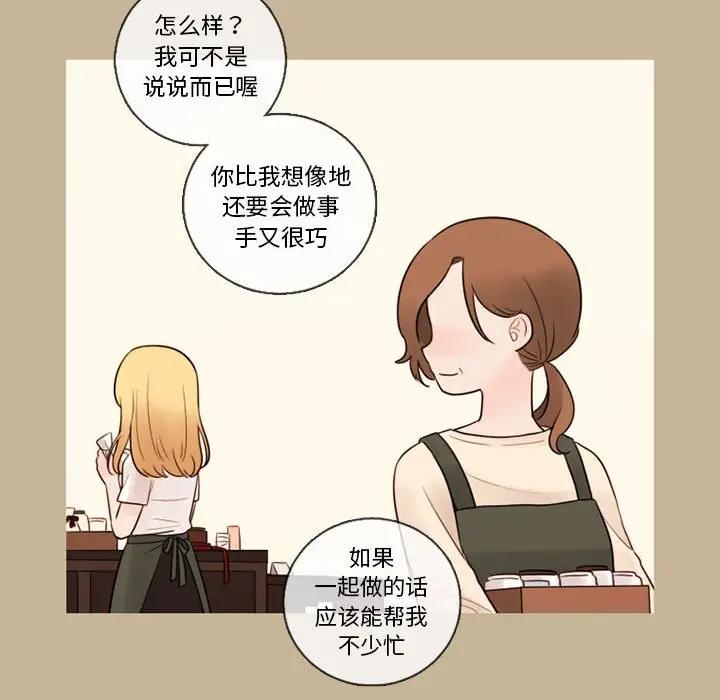 怎么样？
我可不是
说说而已喔
你比我想像地
还要会做事
手又很巧
如果
一起做的话
应该能帮我
不少忙